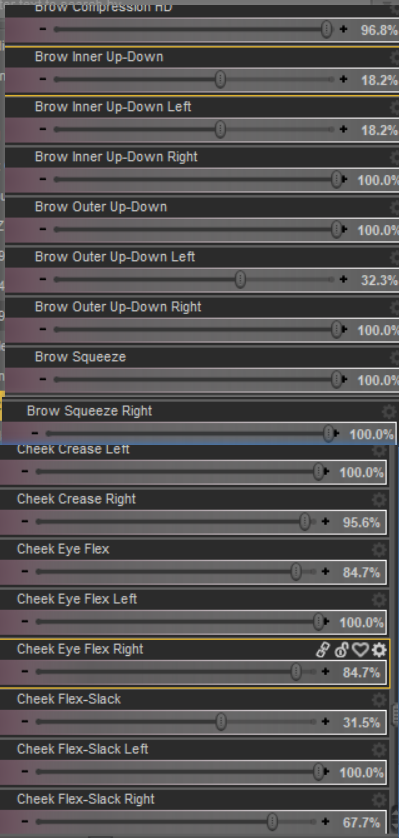 Brow Compression HD
- + 96.8%
Brow Inner Up-Down
- + 18.2%
Brow Inner Up-Down Left
- + 18.2%
Brow Inner Up-Down Right
- + 100.0%
Brow Outer Up-Down
- + 100.0%
Brow Outer Up-Down Left
- + 32.3%
Brow Outer Up-Down Right
- + 100.0%
Brow Squeeze
- + 100.0%
Brow Squeeze Right
- + 100.0%
Cheek Crease Left
- + 100.0%
Cheek Crease Right
- + 95.6%
Cheek Eye Flex
- + 84.7%
Cheek Eye Flex Left
- + 100.0%
Cheek Eye Flex Right
- + 84.7%
Cheek Flex-Slack
- + 31.5%
Cheek Flex-Slack Left
- + 100.0%
Cheek Flex-Slack Right
- + 67.7%